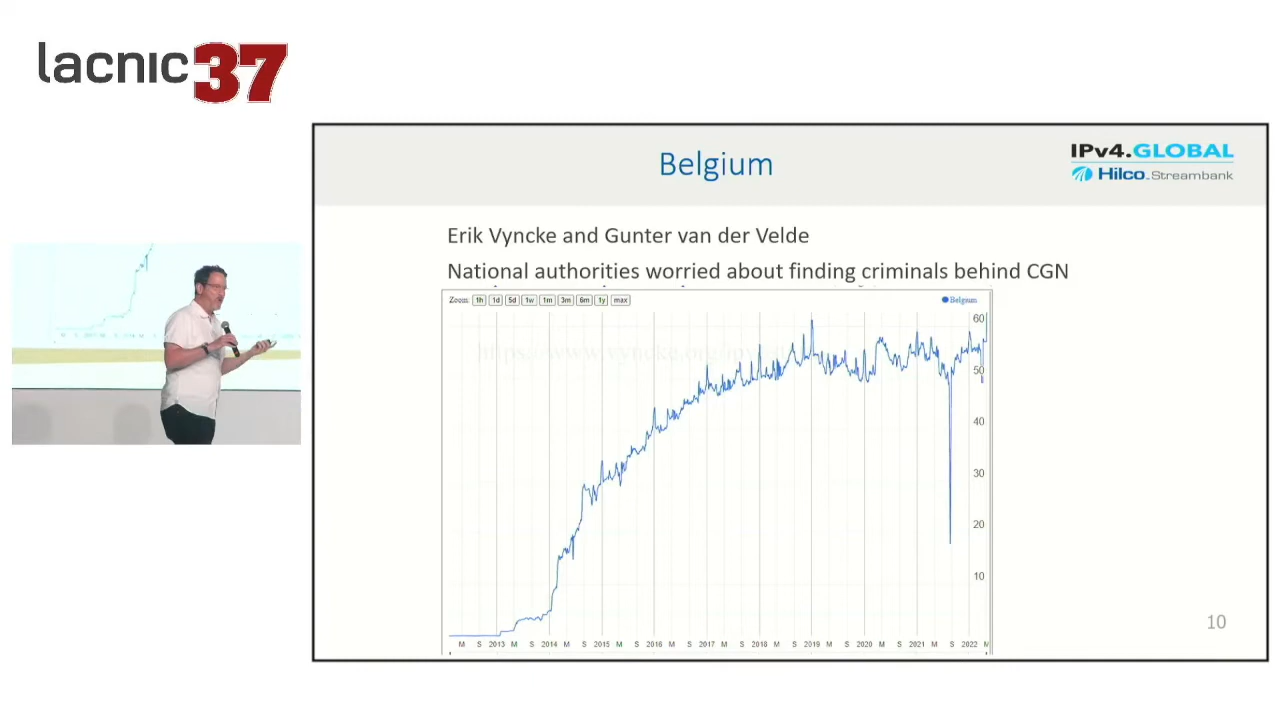 lacnic37
Belgium
IPv4.GLOBAL
Hilco Streambank
Erik Vyncke and Gunter van der Velde
National authorities worried about finding criminals behind CGN
Zoom: 1h 1d 5d 1w 1m 3m 6m 1y max
Belgium
60
50
40
30
20
10
M S 2013 M S 2014 M S 2015 M S 2016 M S 2017 M S 2018 M S 2019 M S 2020 M S 2021 M S 2022 M
10